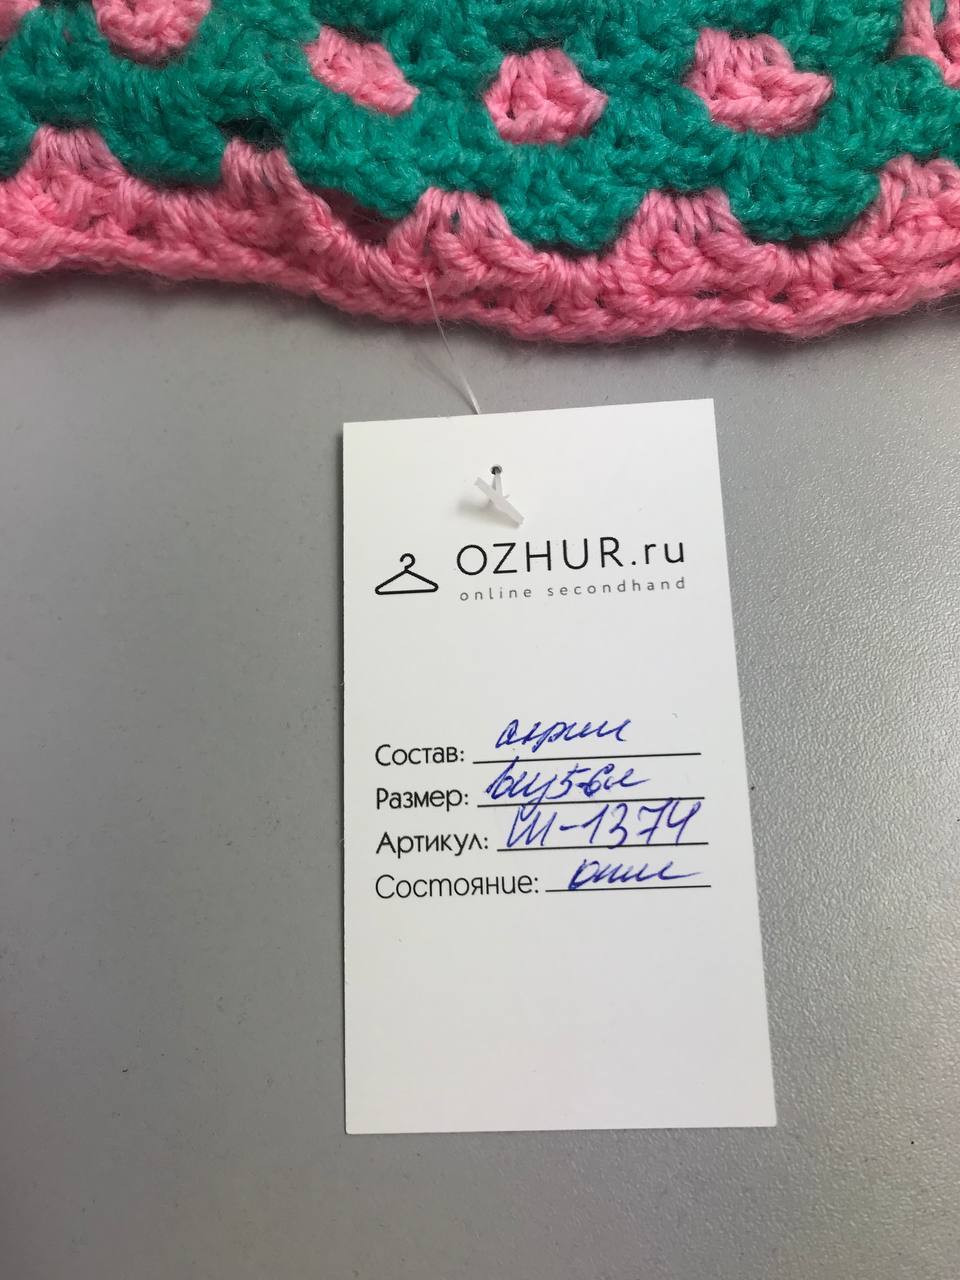 OZHUR.ru
online secondhand
Состав: акрил
Размер:
Артикул: Ш-1374
Состояние: отл